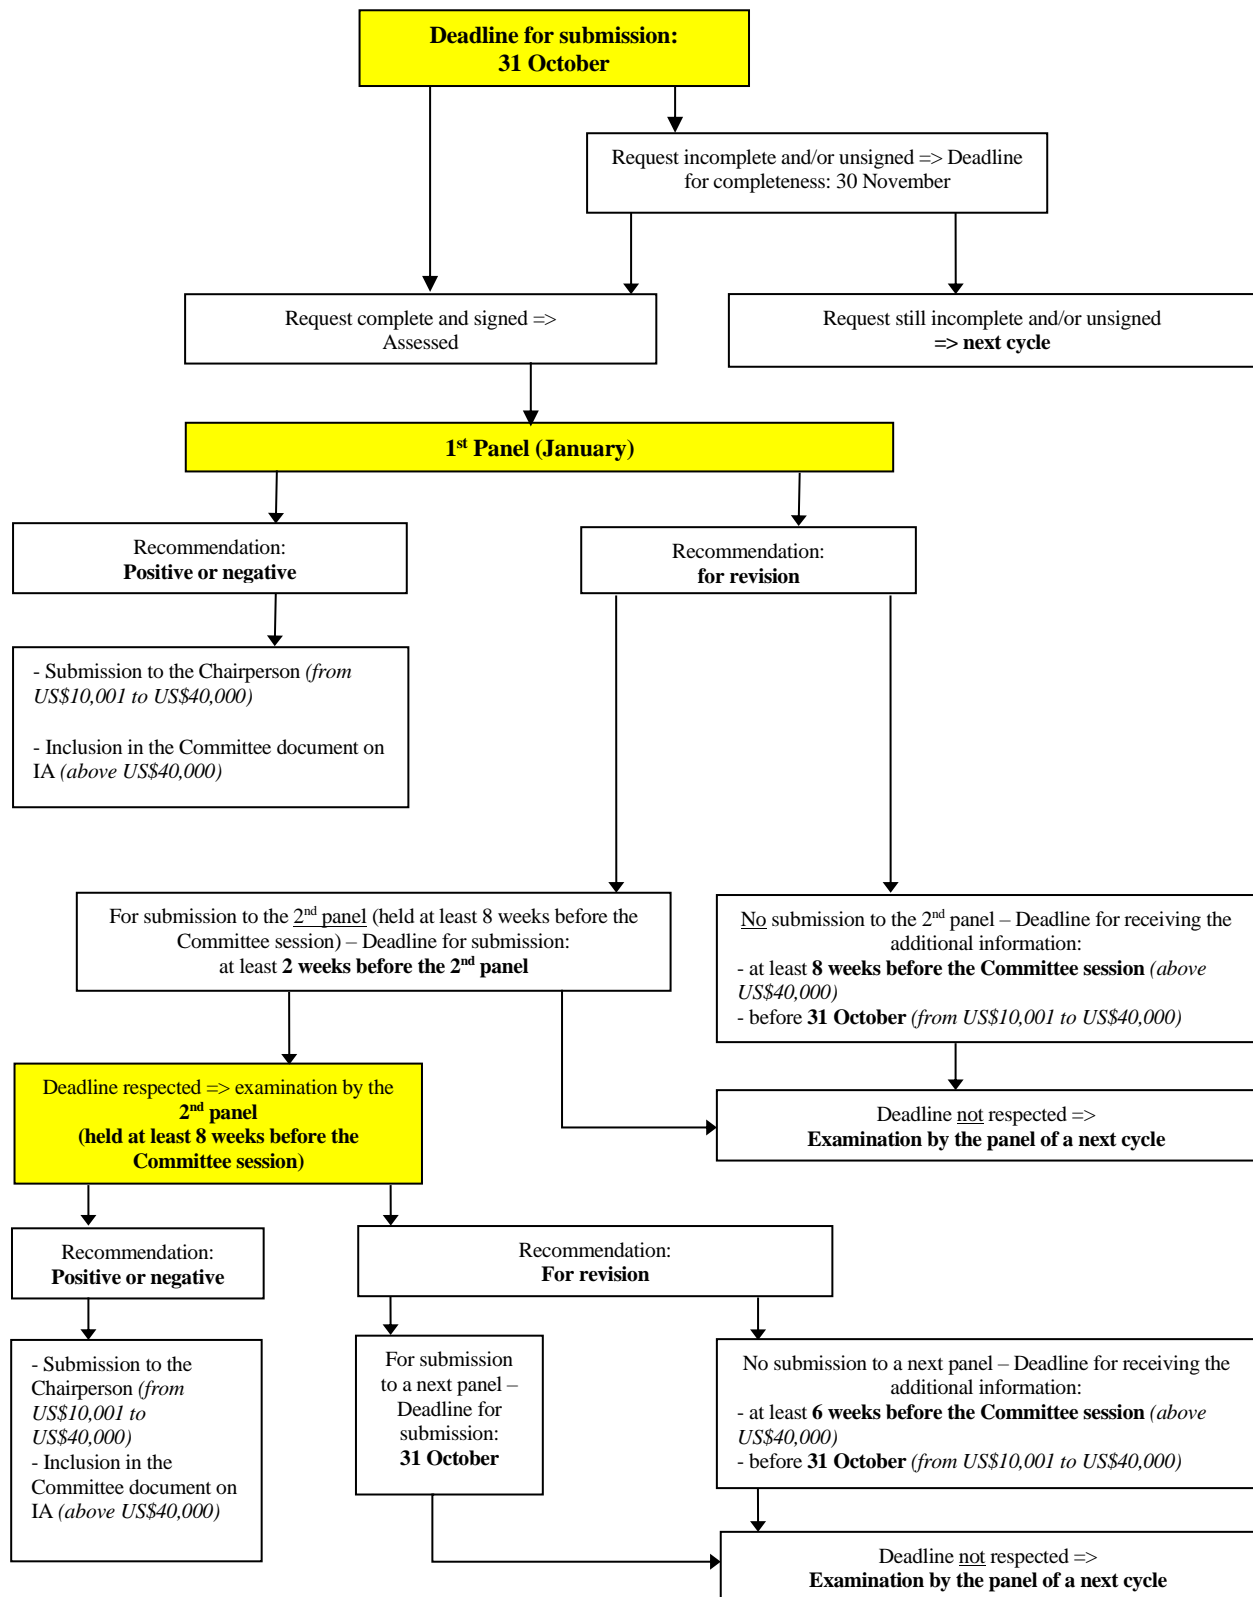 Deadline for submission:
31 October
Request incomplete and/or unsigned => Deadline
for completeness: 30 November
Request complete and signed =>
Assessed
Request still incomplete and/or unsigned
=> next cycle
1st Panel (January)
Recommendation:
Positive or negative
Recommendation:
for revision
- Submission to the Chairperson (from
US$10,001 to US$40,000)
- Inclusion in the Committee document on
IA (above US$40,000)
For submission to the 2nd panel (held at least 8 weeks before the
Committee session) – Deadline for submission:
at least 2 weeks before the 2nd panel
No submission to the 2nd panel – Deadline for receiving the
additional information:
- at least 8 weeks before the Committee session (above
US$40,000)
- before 31 October (from US$10,001 to US$40,000)
Deadline respected => examination by the
2nd panel
(held at least 8 weeks before the
Committee session)
Deadline not respected =>
Examination by the panel of a next cycle
Recommendation:
Positive or negative
Recommendation:
For revision
- Submission to the
Chairperson (from
US$10,001 to
US$40,000)
- Inclusion in the
Committee document on
IA (above US$40,000)
For submission
to a next panel –
Deadline for
submission:
31 October
No submission to a next panel – Deadline for receiving the
additional information:
- at least 6 weeks before the Committee session (above
US$40,000)
- before 31 October (from US$10,001 to US$40,000)
Deadline not respected =>
Examination by the panel of a next cycle